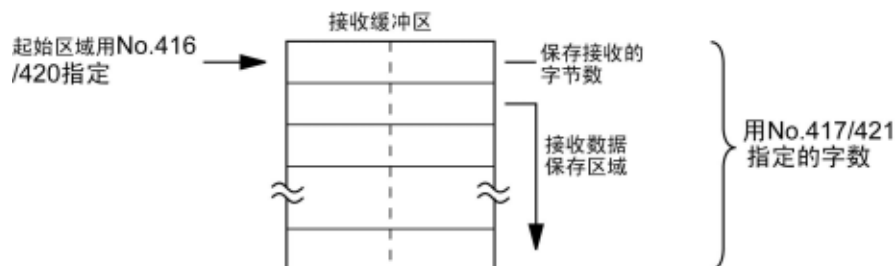 接收缓冲区
起始区域用No.416
/420指定
保存接收的
字节数
接收数据
保存区域
用No.417/421
指定的字数